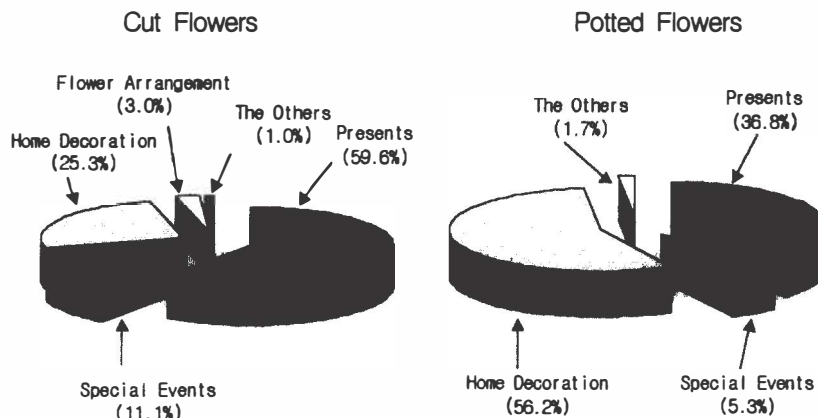 Cut Flowers
Flower Arrangement
(3.0%)
The Others
(1.0%)
Presents
(59.6%)
Home Decoration
(25.3%)
Special Events
(11.1%)
Potted Flowers
The Others
(1.7%)
Presents
(36.8%)
Home Decoration
(56.2%)
Special Events
(5.3%)